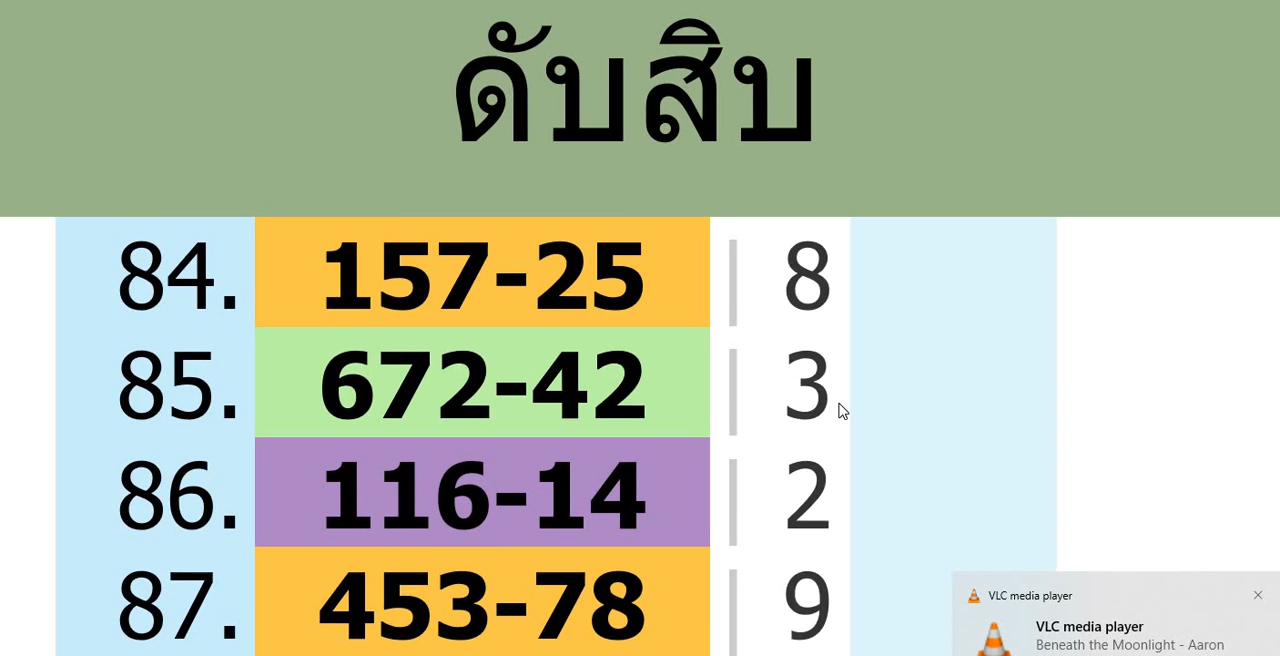 ดับสิบ
84. 157-25 | 8
85. 672-42 | 3
86. 116-14 | 2
87. 453-78 | 9
VLC media player
VLC media player
Beneath the Moonlight - Aaron